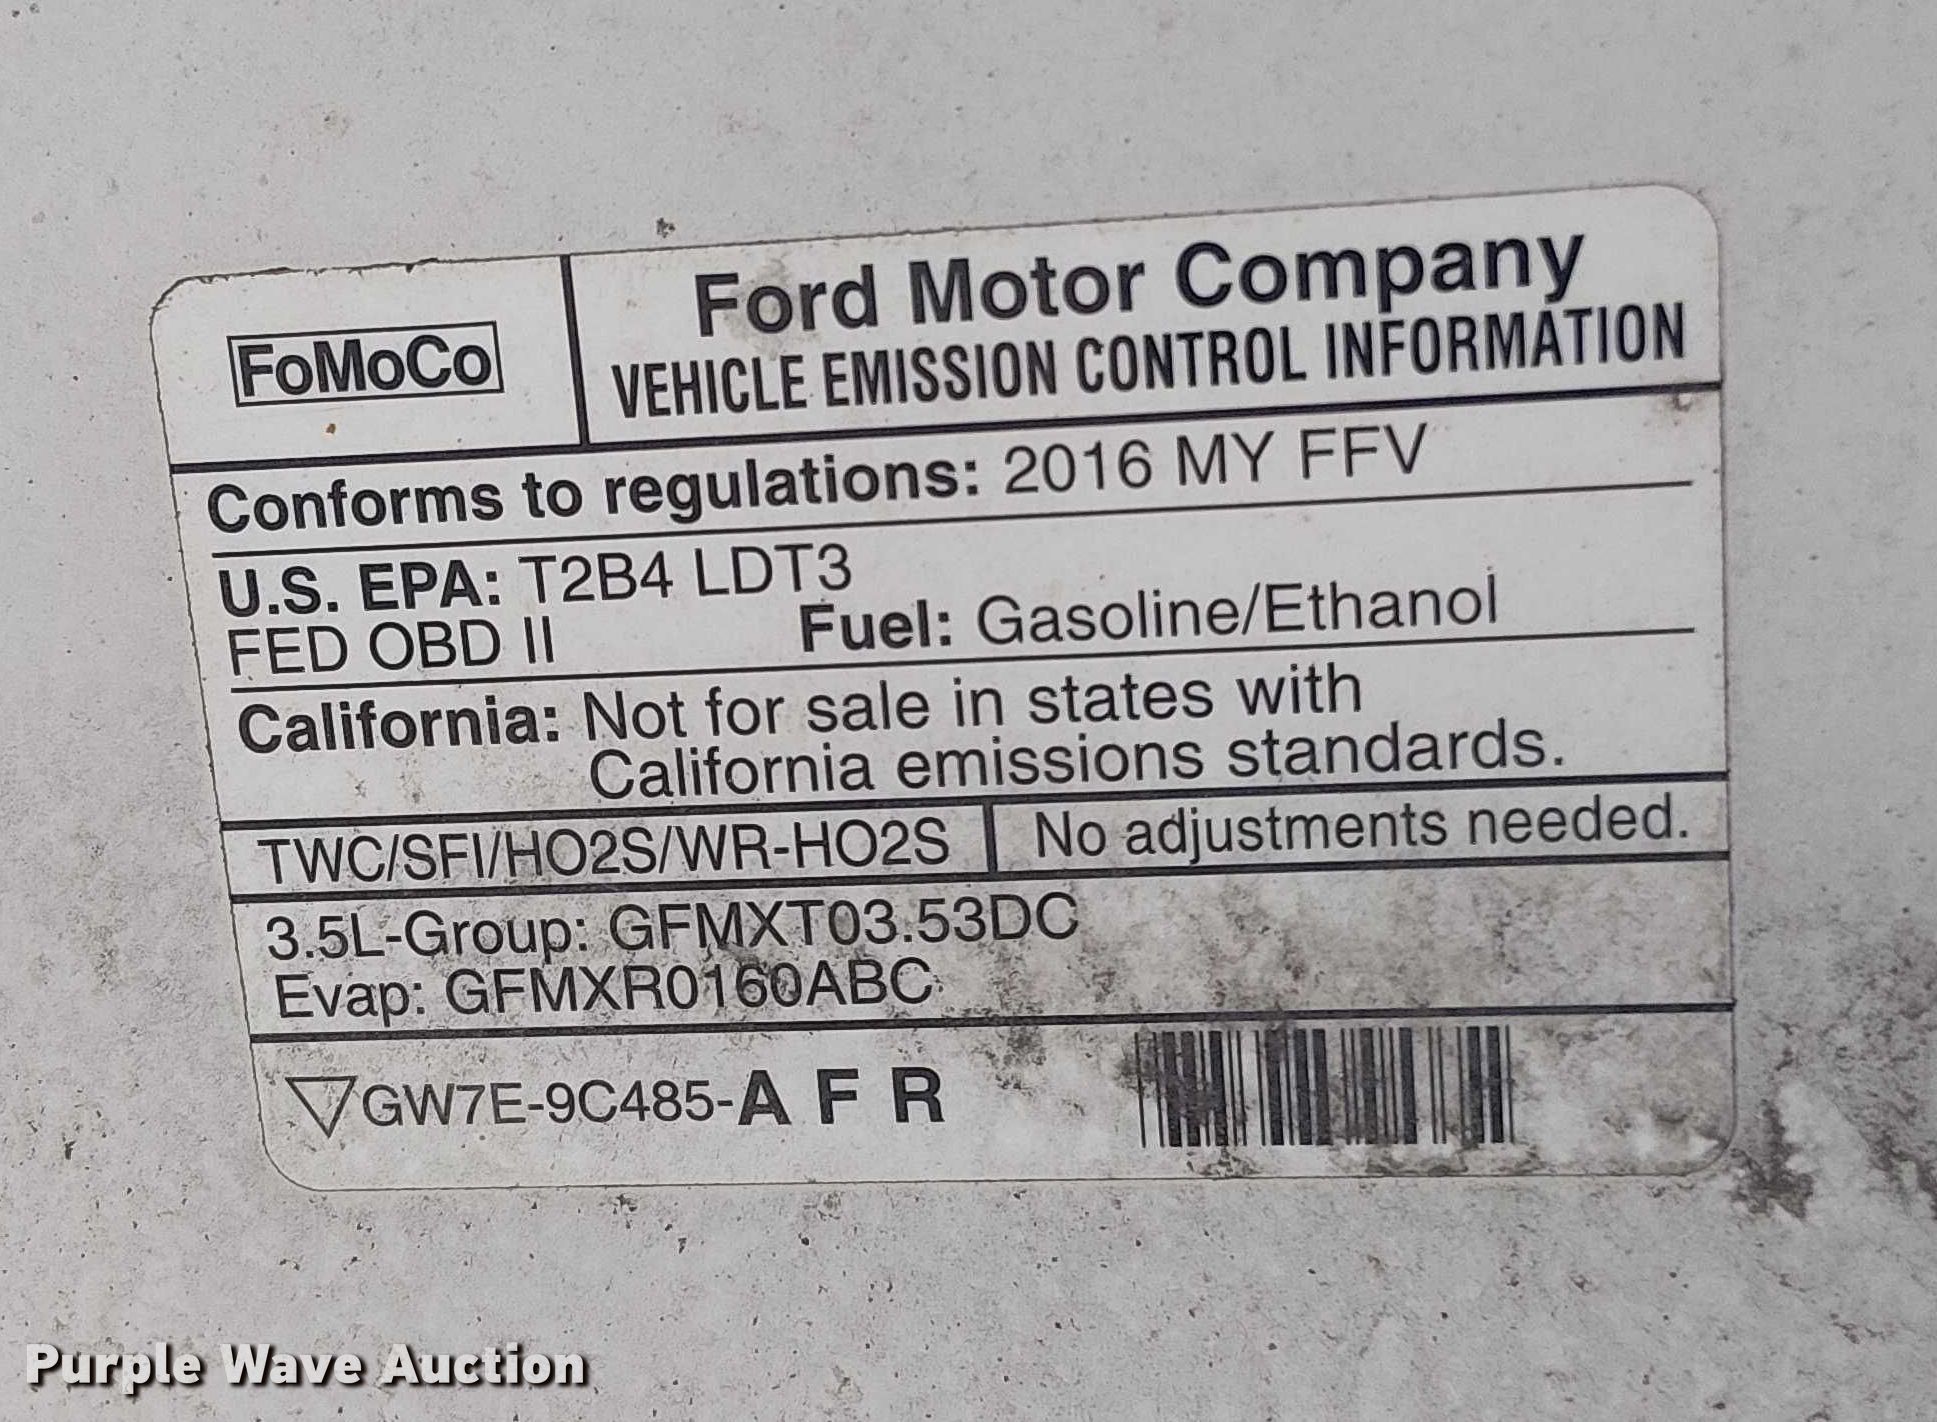 FoMoCo
Ford Motor Company
VEHICLE EMISSION CONTROL INFORMATION
Conforms to regulations: 2016 MY FFV
U.S. EPA: T2B4 LDT3
FED OBD II Fuel: Gasoline/Ethanol
California: Not for sale in states with
California emissions standards.
TWC/SFI/HO2S/WR-HO2S No adjustments needed.
3.5L-Group: GFMXT03.53DC
Evap: GFMXR0160ABC
GW7E-9C485-A F R
Purple Wave Auction